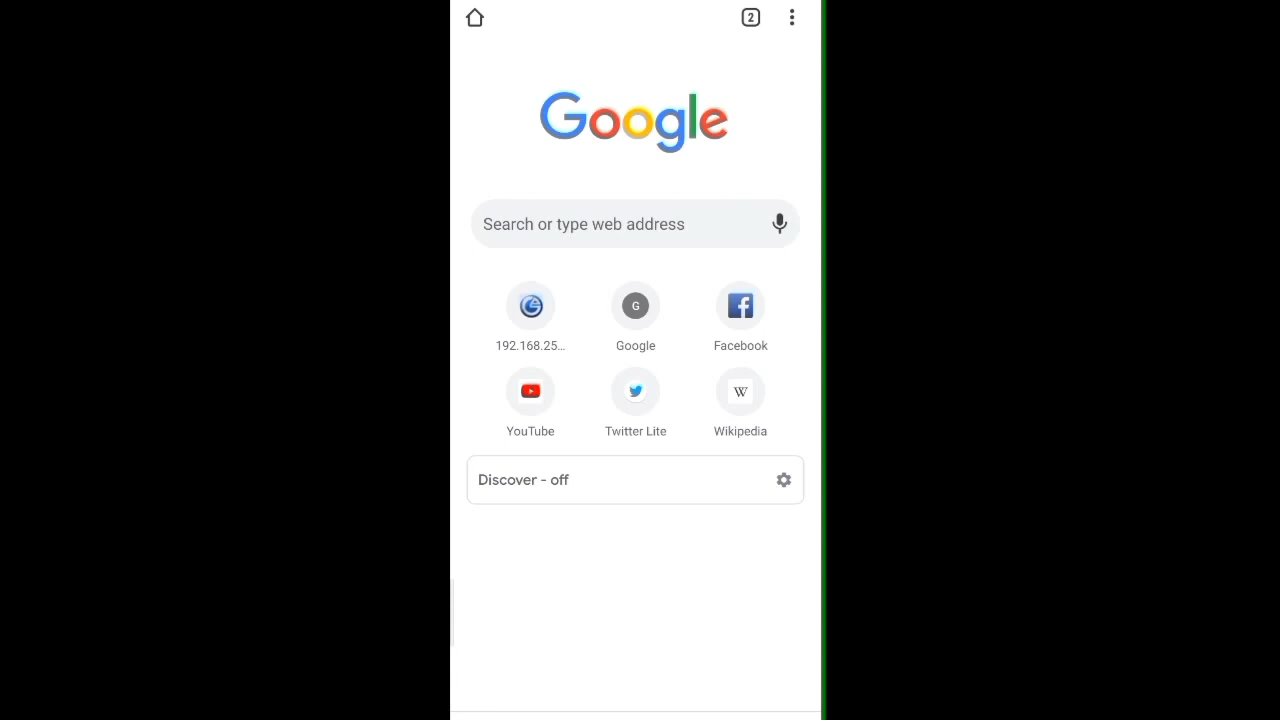 2
Google
Search or type web address
G
192.168.25...
Google
Facebook
YouTube
Twitter Lite
W
Wikipedia
Discover - off